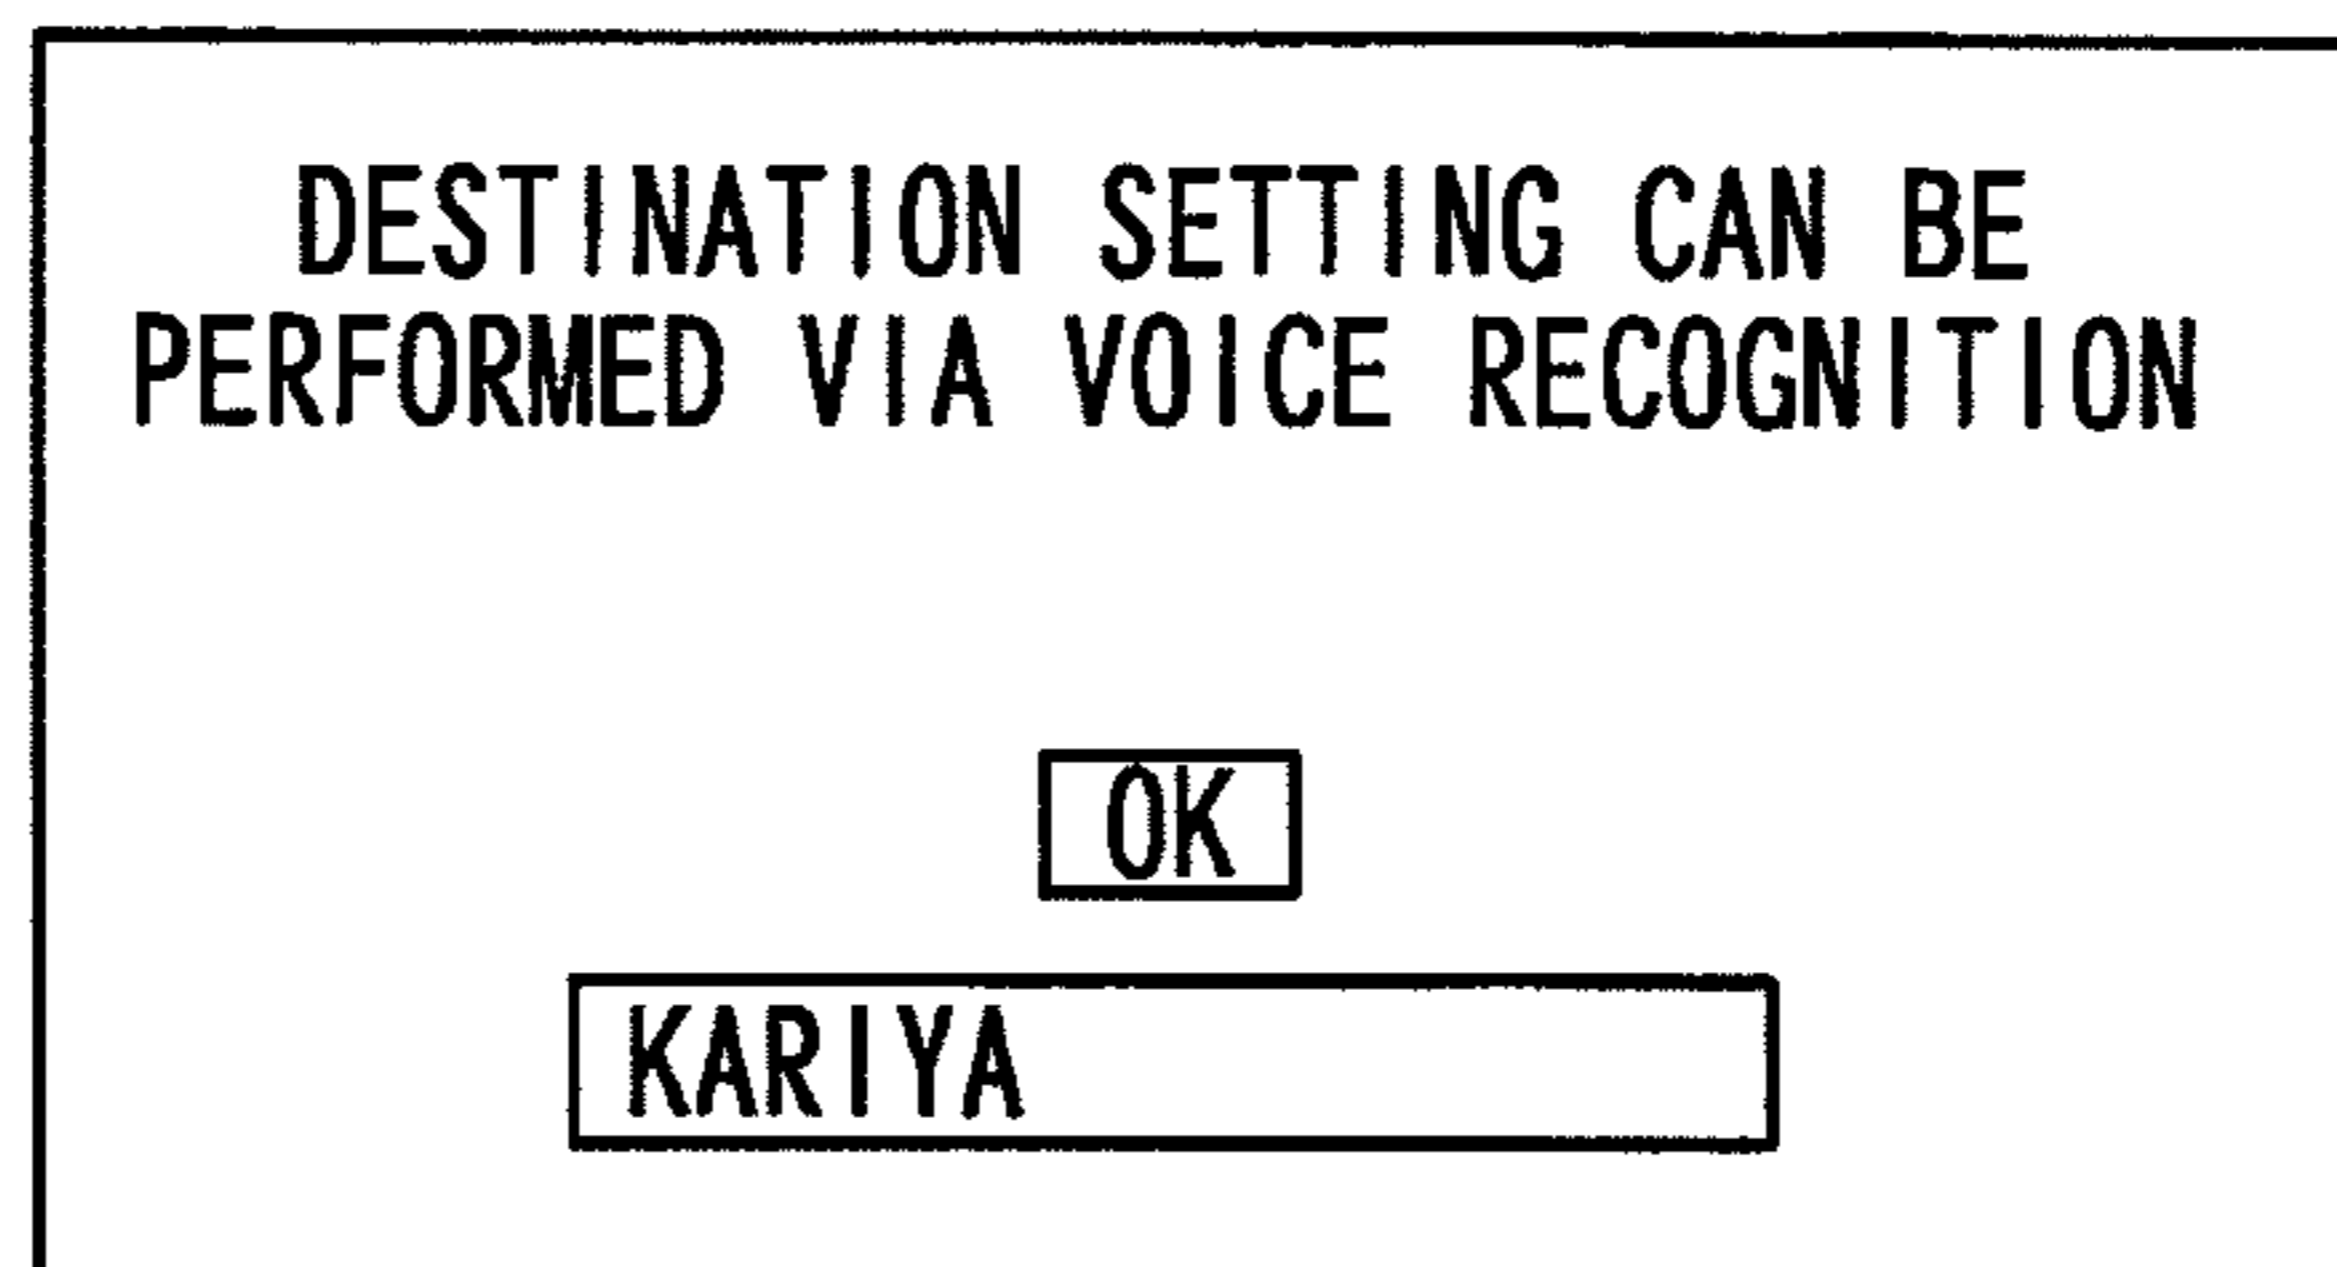 DESTINATION SETTING CAN BE
PERFORMED VIA VOICE RECOGNITION
OK
KARIYA